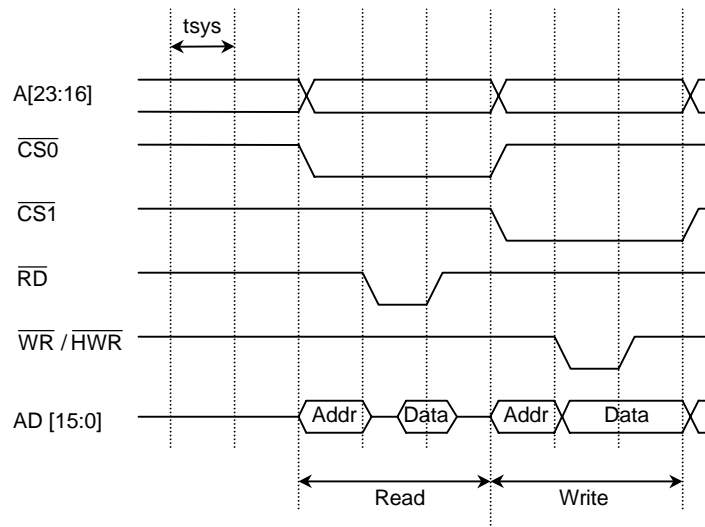 tsys
A[23:16]
CS0
CS1
RD
WR / HWR
AD [15:0]
Addr
Data
Addr
Data
Read
Write